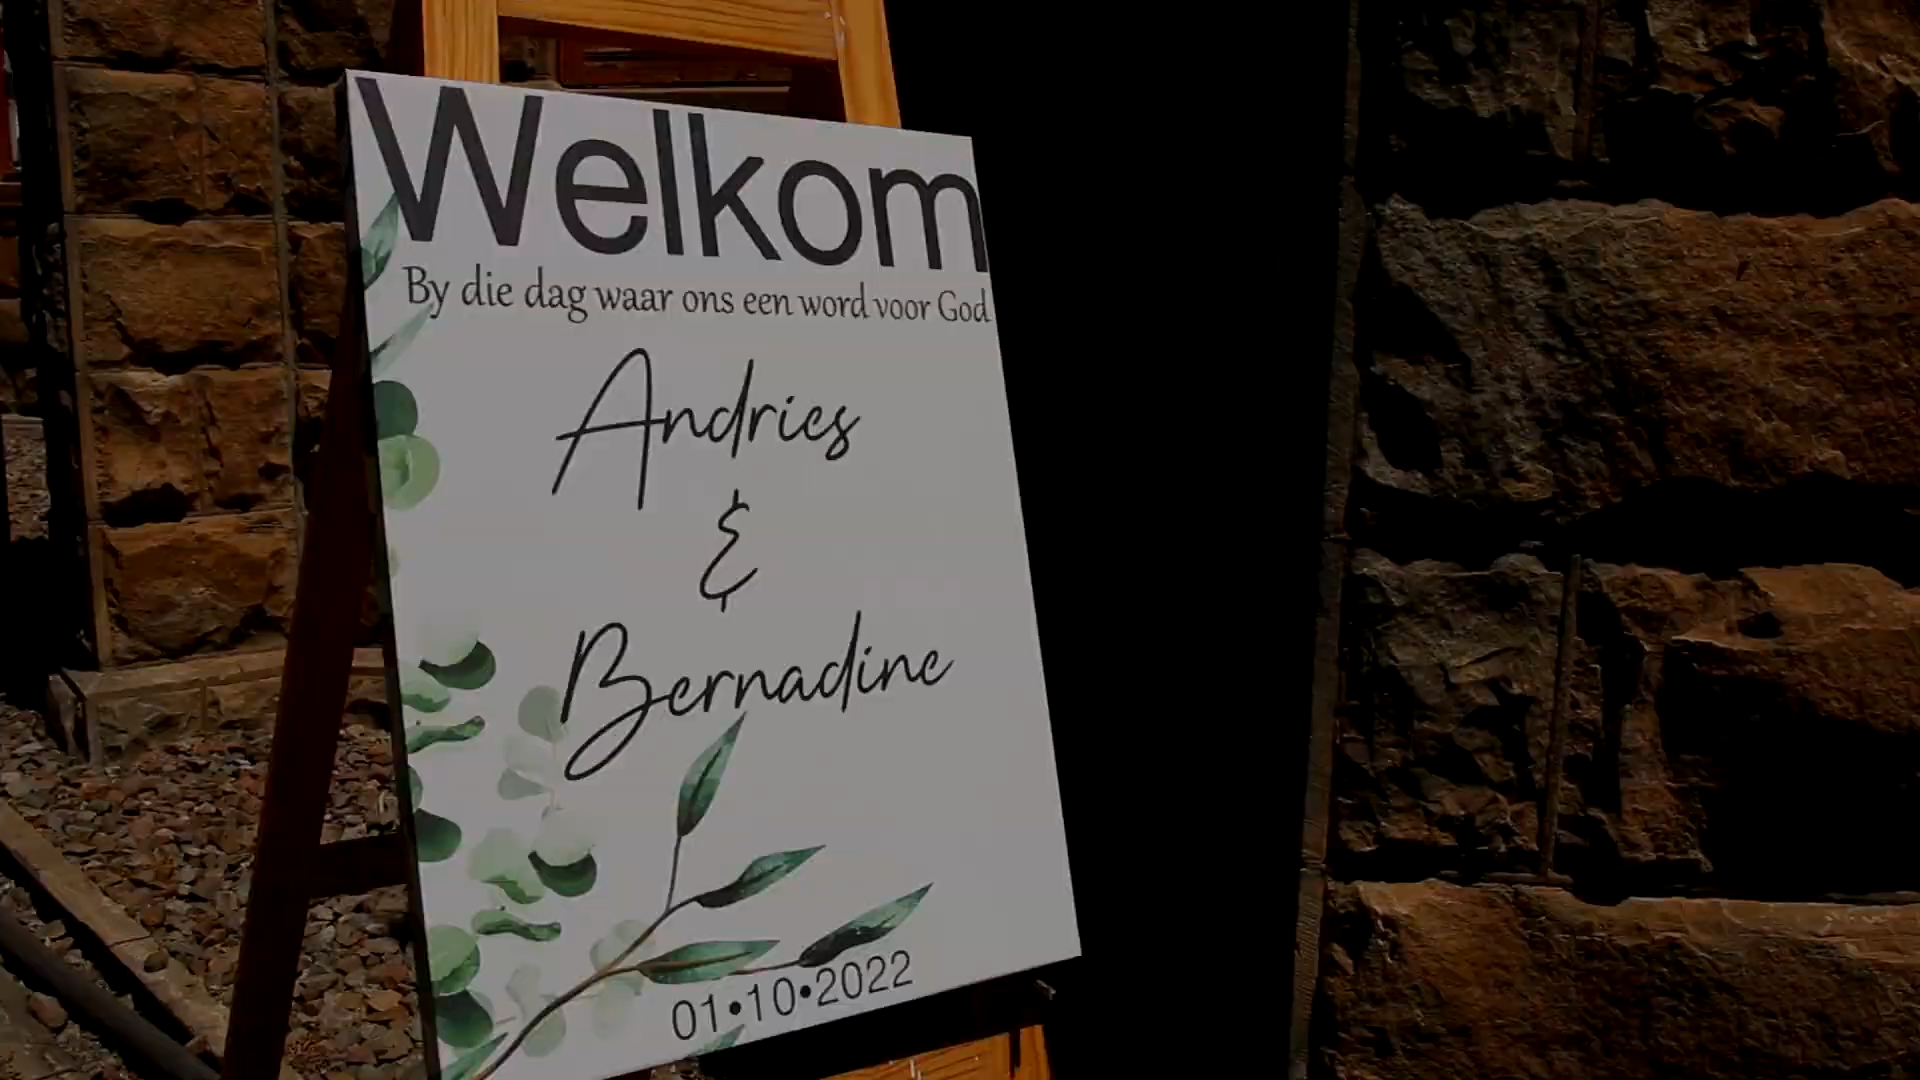 Welkom
By die dag waar ons een word voor God
Andries
&
Bernadine
01•10•2022